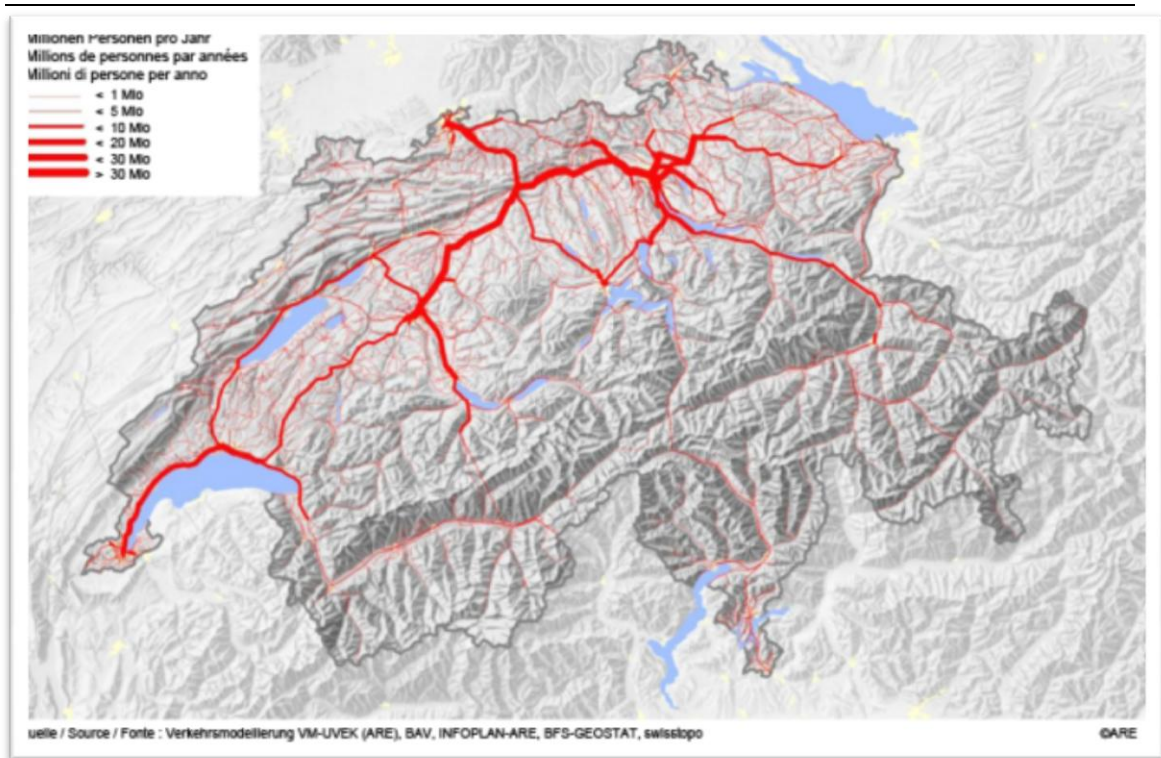 Millionen Personen pro Jahr
Millions de personnes par années
Millioni di persone per anno
< 1 Mio
< 5 Mio
< 10 Mio
< 20 Mio
< 30 Mio
> 30 Mio
uelle / Source / Fonte : Verkehrsmodellierung VM-UVEK (ARE), BAV, INFOPLAN-ARE, BFS-GEOSTAT, swisstopo
©ARE